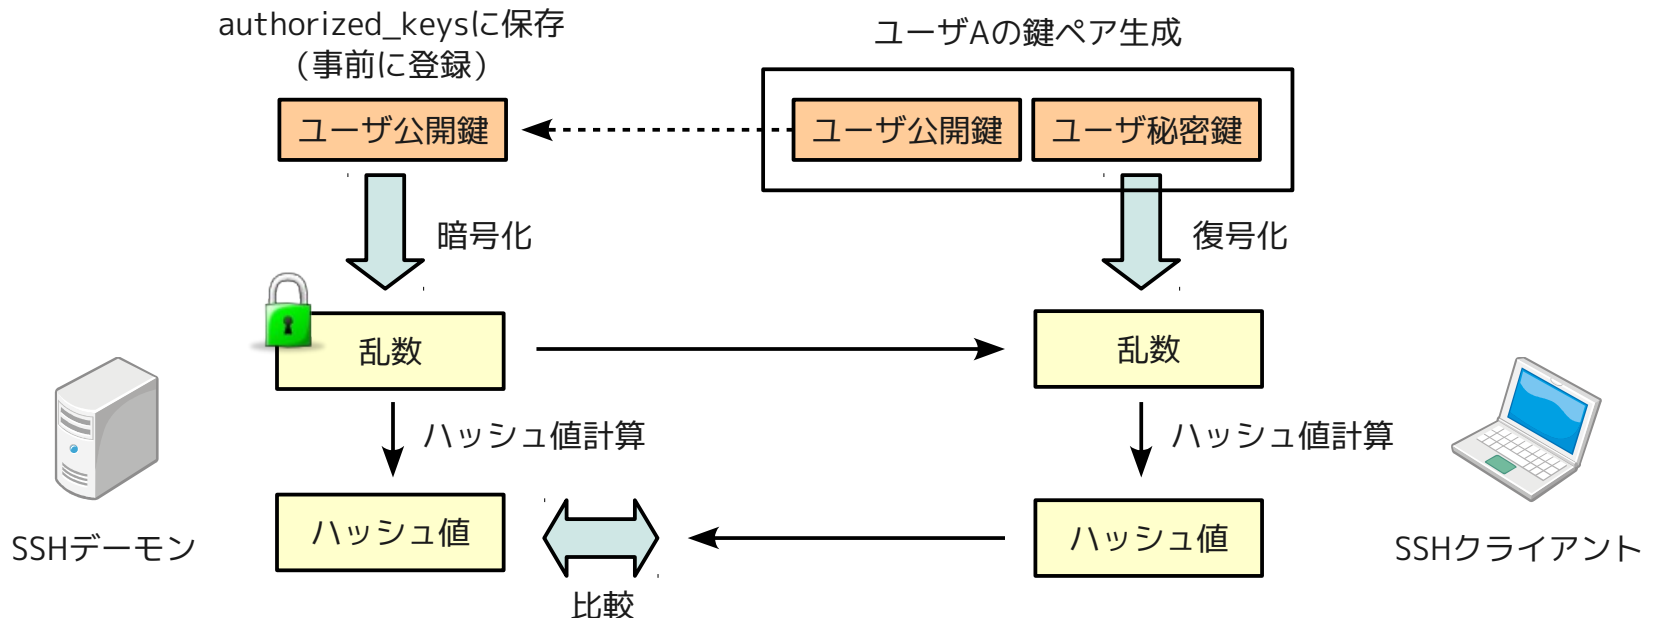 authorized_keysに保存
（事前に登録）
ユーザAの鍵ペア生成
ユーザ公開鍵
ユーザ公開鍵
ユーザ秘密鍵
暗号化
復号化
乱数
乱数
ハッシュ値計算
ハッシュ値計算
ハッシュ値
ハッシュ値
SSHデーモン
SSHクライアント
比較